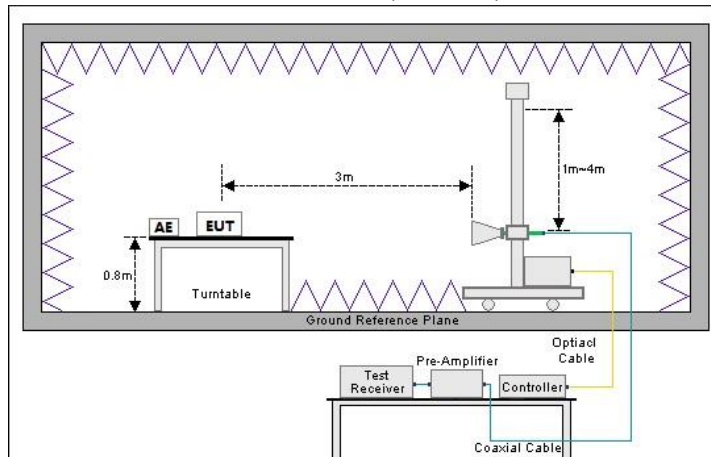 3m
1m~4m
AE
EUT
0.8m
Turntable
Ground Reference Plane
Optiacl
Cable
Pre-Amplifier
Test
Receiver
Controller
Coaxial Cable